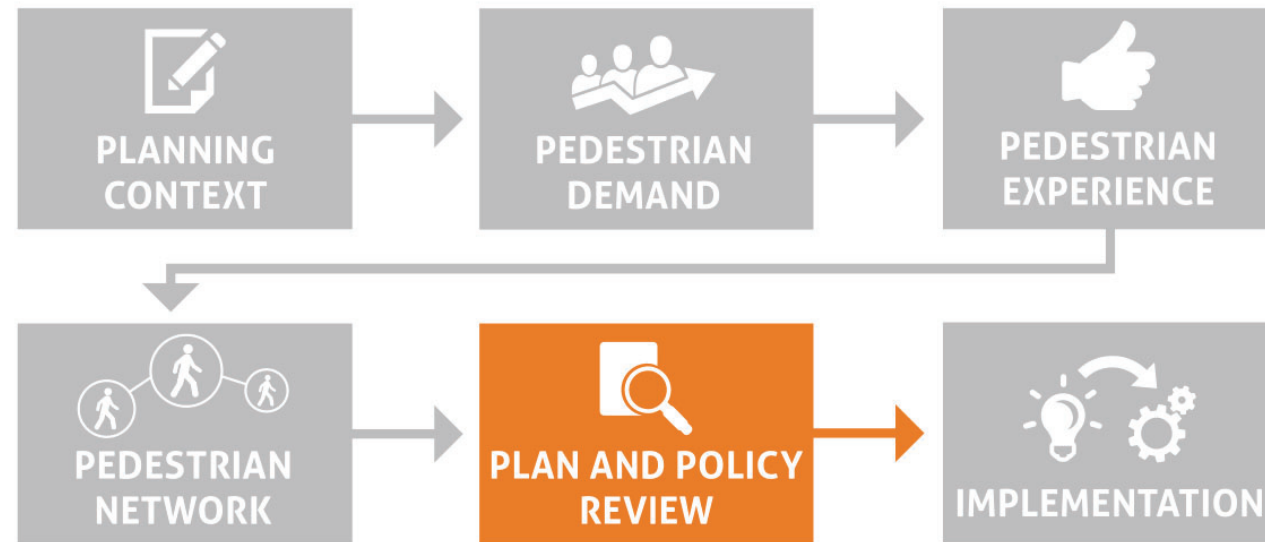 PLANNING
CONTEXT
PEDESTRIAN
DEMAND
PEDESTRIAN
EXPERIENCE
PEDESTRIAN
NETWORK
PLAN AND POLICY
REVIEW
IMPLEMENTATION